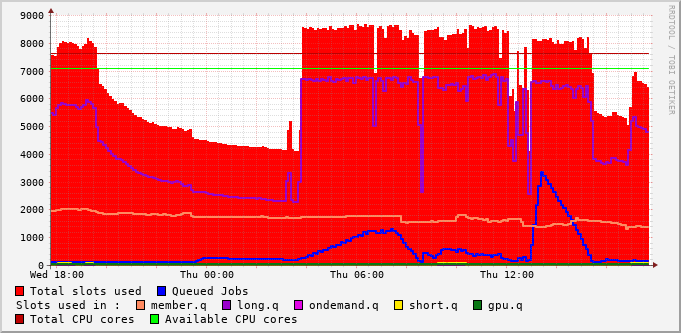 9000
8000
7000
6000
5000
4000
3000
2000
1000
0
Wed 18:00 Thu 00:00 Thu 06:00 Thu 12:00
Total slots used Queued Jobs
Slots used in : member.q long.q ondemand.q short.q gpu.q
Total CPU cores Available CPU cores
RRDTOOL / TOBI OETIKER